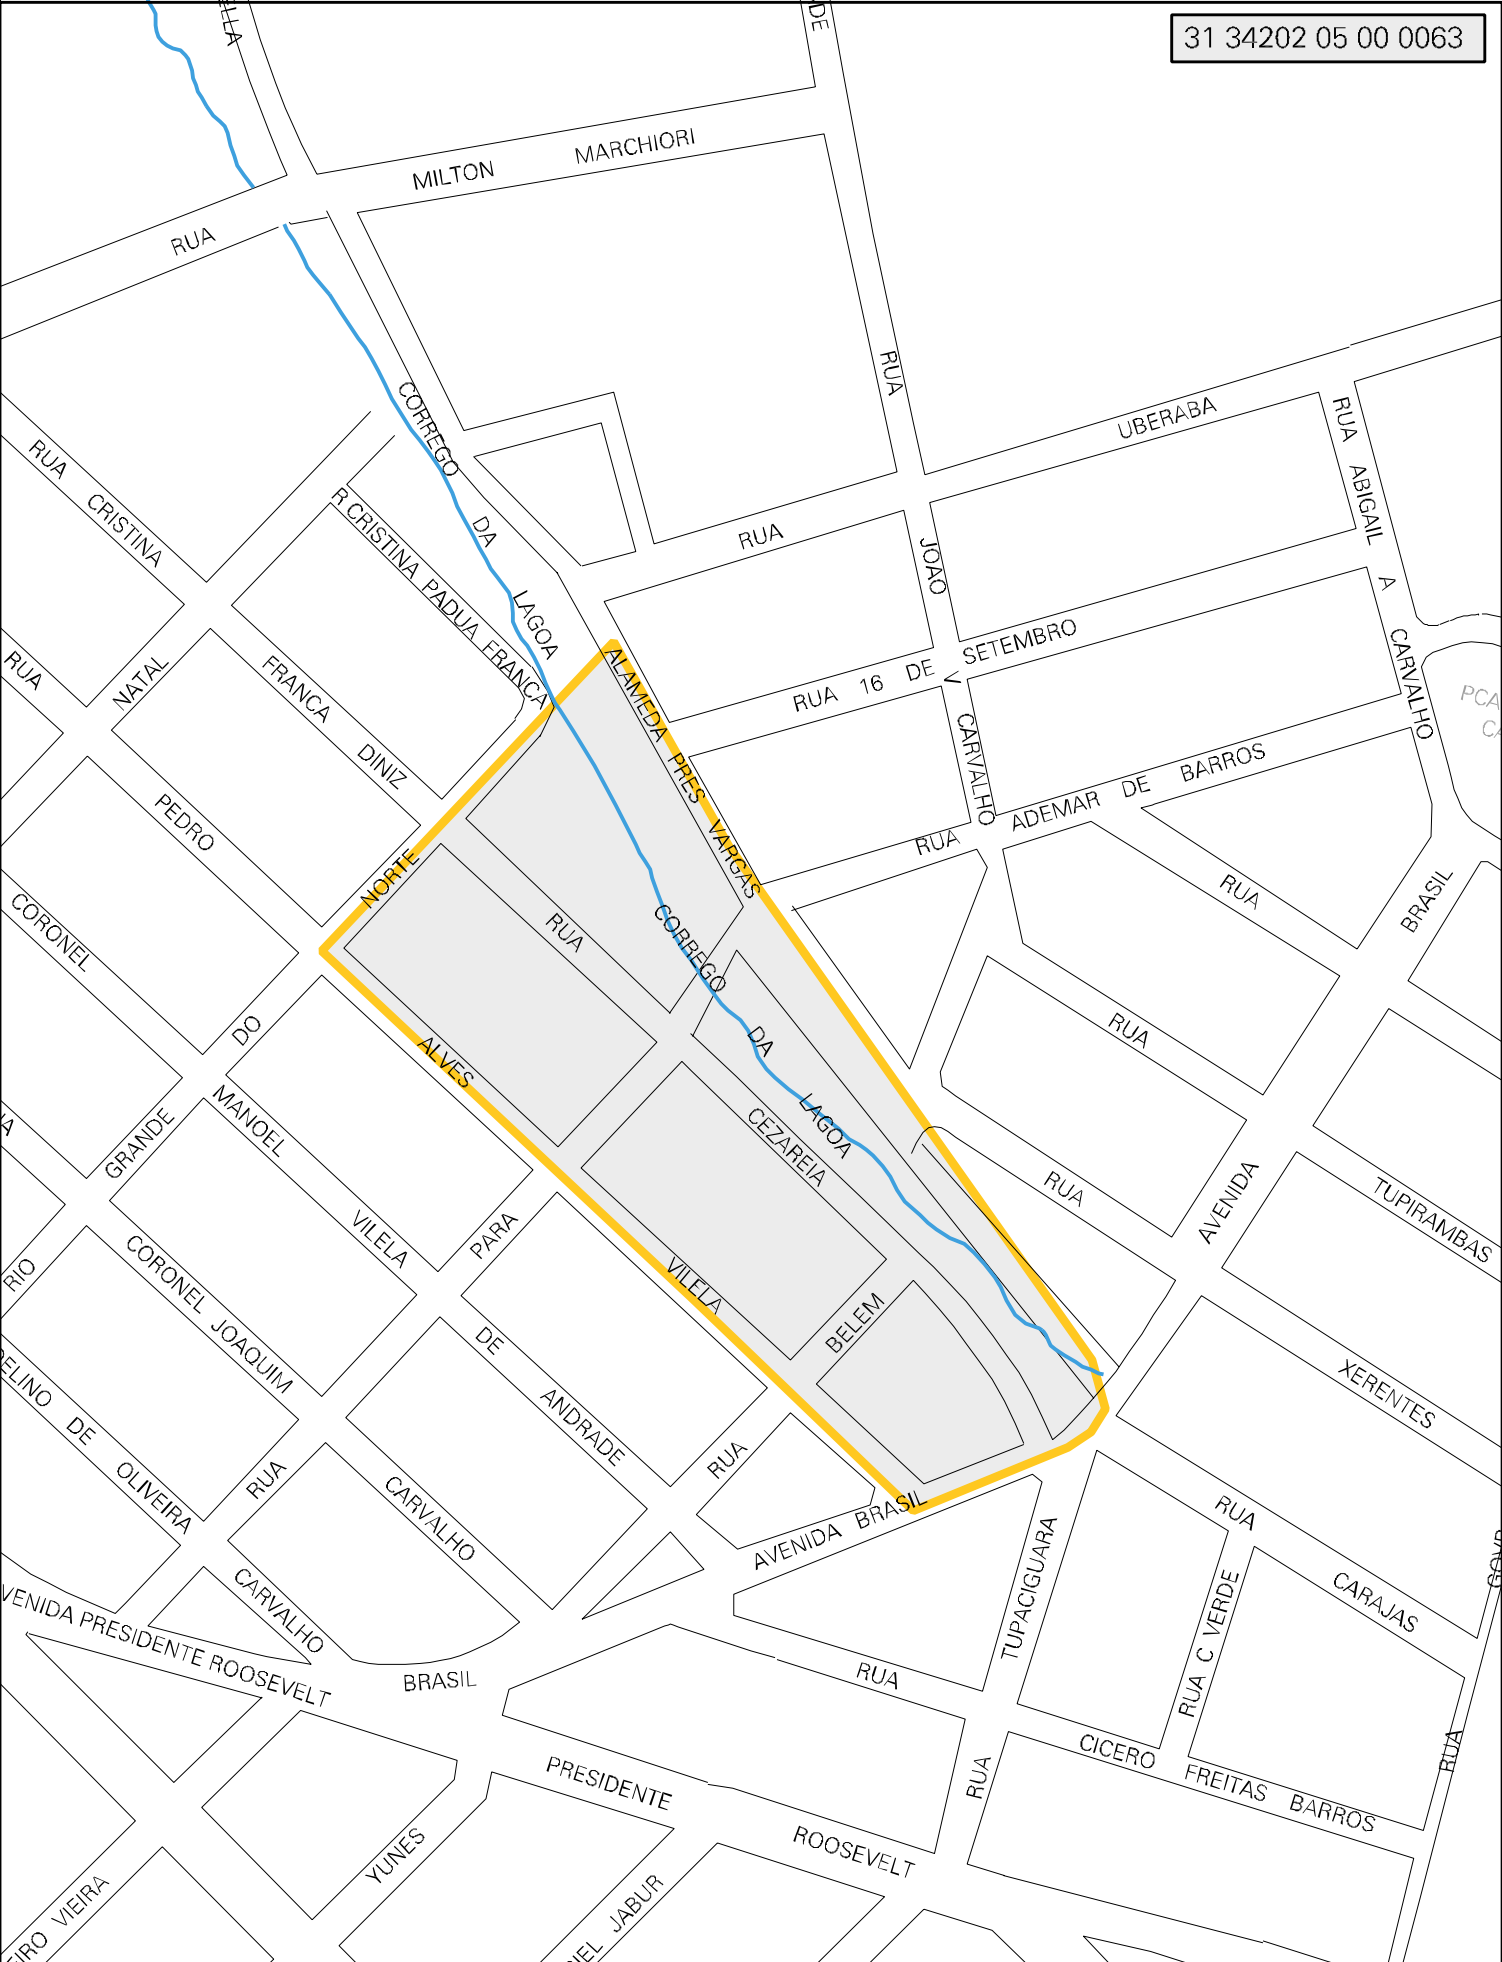 31 34202 05 00 0063
RUA MILTON MARCHIORI
CORREGO DA LAGOA
RUA CRISTINA
R CRISTINA PADUA FRANCA
RUA JOAO V CARVALHO
RUA UBERABA
RUA ABIGAIL A CARVALHO
RUA 16 DE SETEMBRO
RUA ADEMAR DE BARROS
ALAMEDA PRES VARGAS
FRANCA DINIZ
RUA PEDRO
RUA
RUA
RUA
AVENIDA BRASIL
TUPIRAMBAS
XERENTES
RUA CARAJAS
RIO GRANDE DO NORTE
NATAL
CORONEL
MANOEL VILELA
ALVES VILELA
RUA CEZAREIA
CORREGO DA LAGOA
BELEM
RUA PARA
CORONEL JOAQUIM
DE ANDRADE
DE OLIVEIRA
RUA
CARVALHO
CARVALHO
AVENIDA BRASIL
BRASIL
PRESIDENTE ROOSEVELT
PRESIDENTE ROOSEVELT
RUA TUPACIGUARA
RUA C VERDE
RUA CICERO FREITAS BARROS
RUA
YUNES
VIEIRA
JABUR